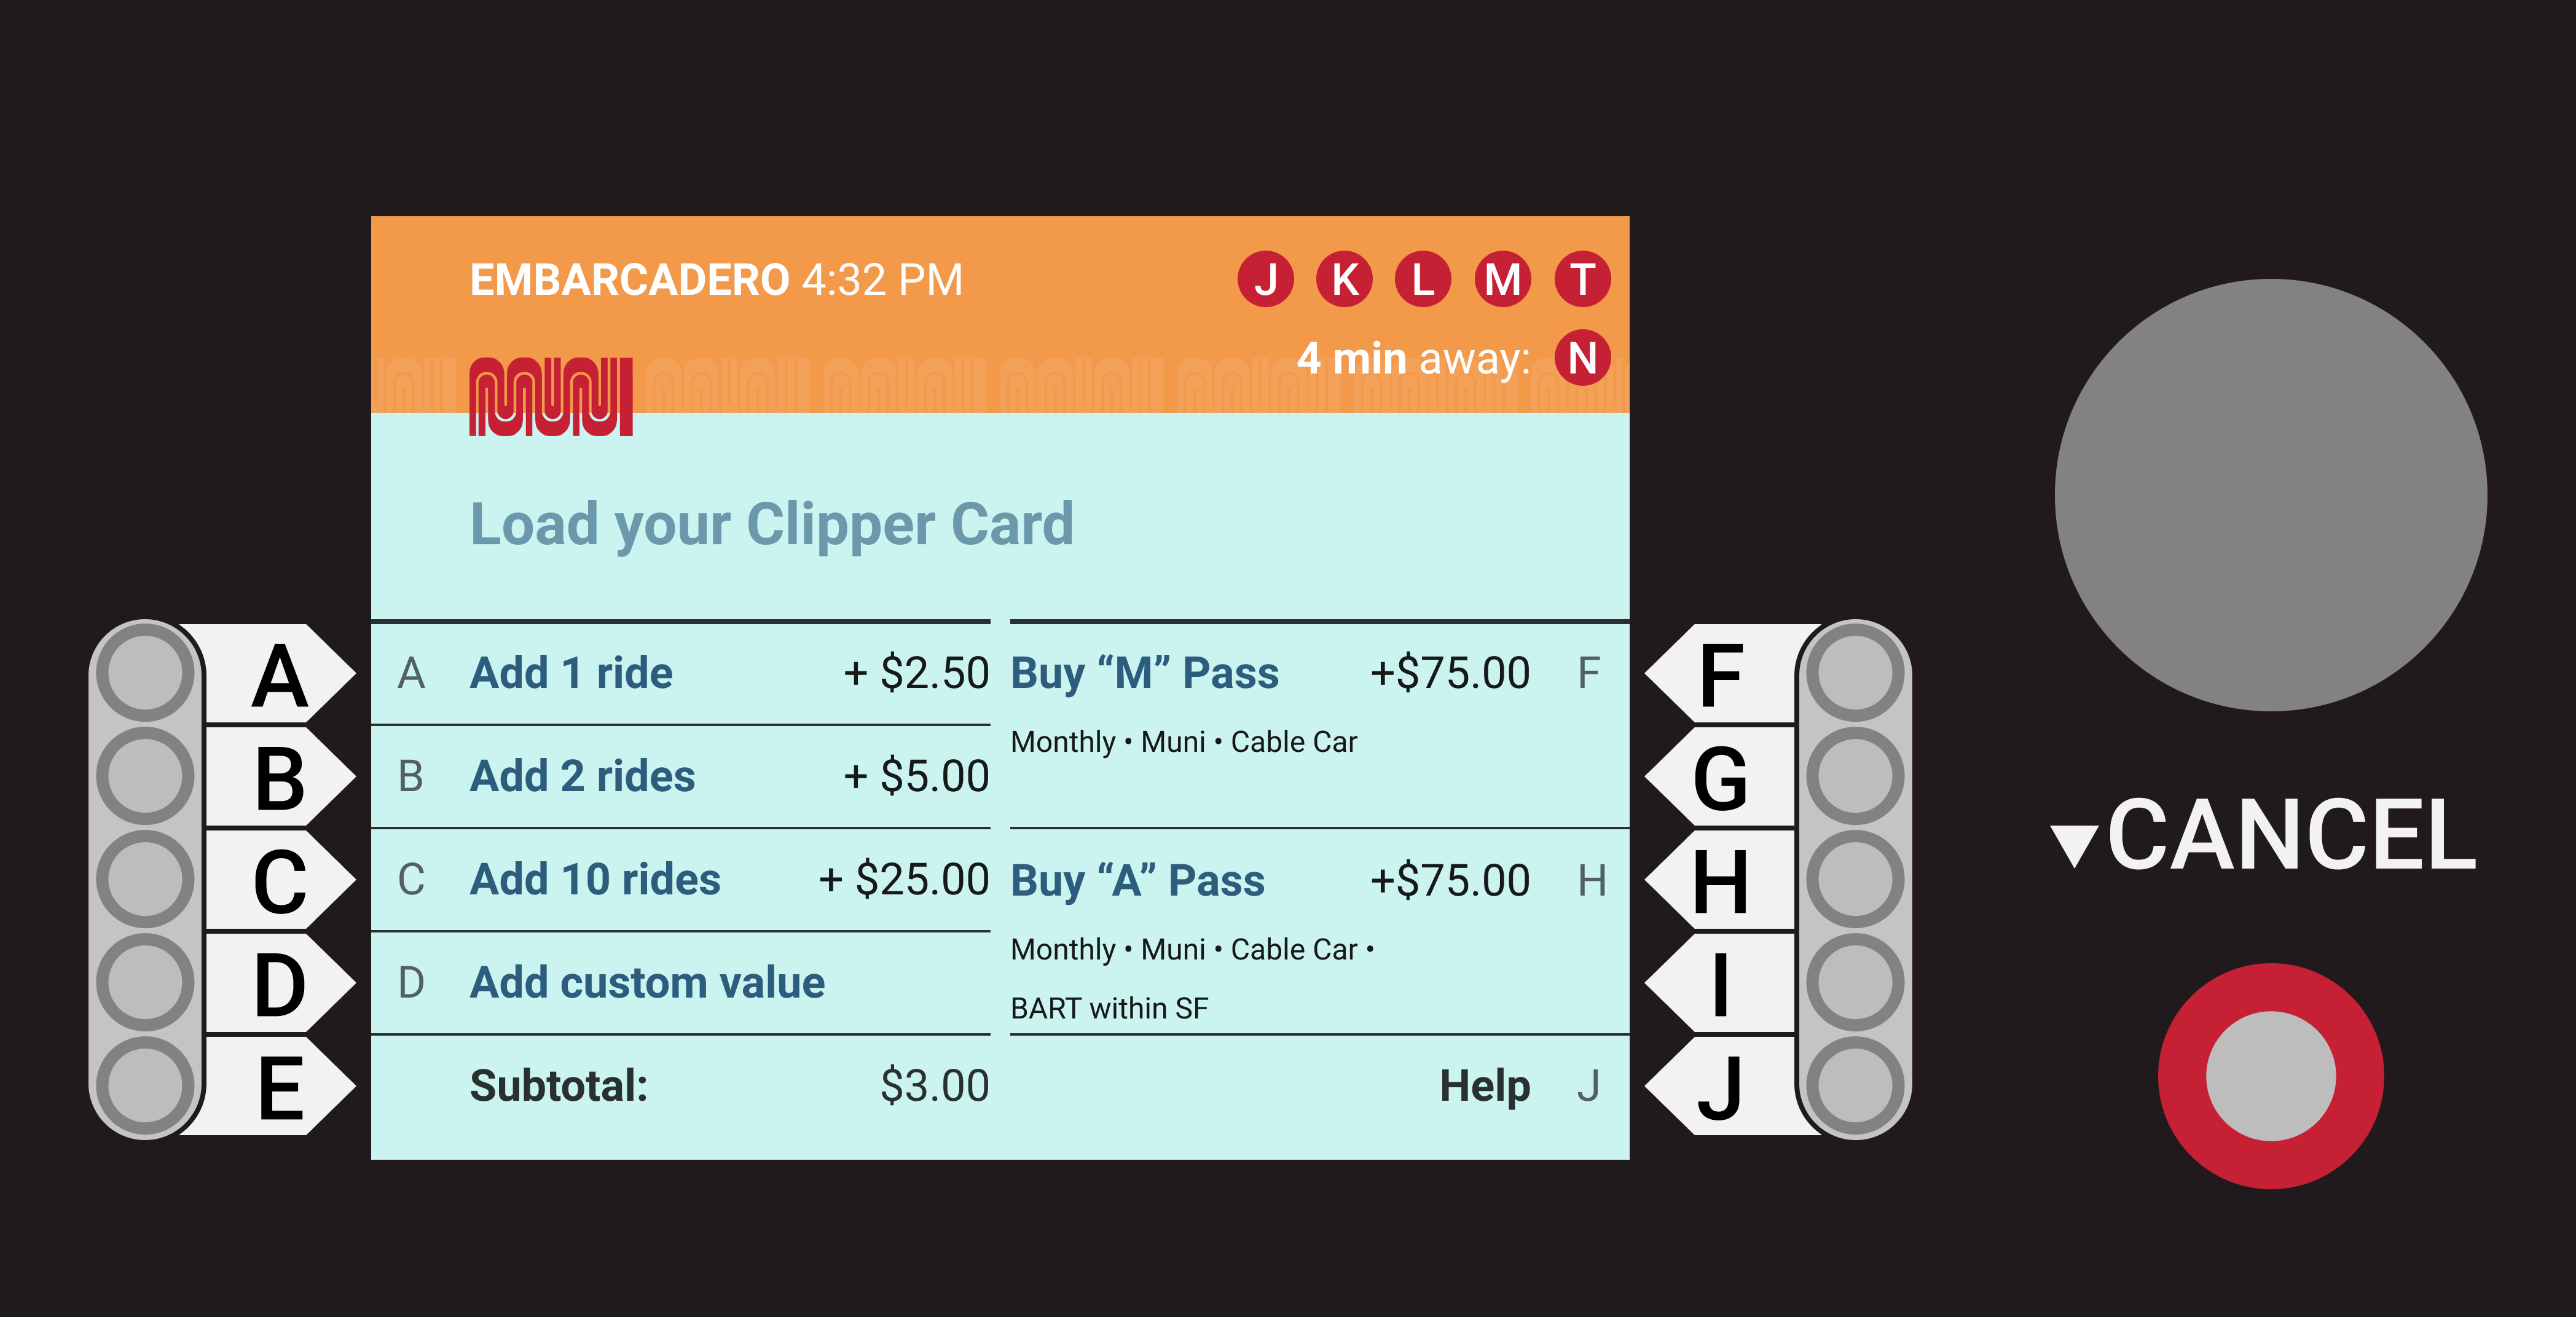 EMBARCADERO 4:32 PM
J K L M T
4 min away: N
MUNI
Load your Clipper Card
A
A Add 1 ride + $2.50
B
B Add 2 rides + $5.00
C
C Add 10 rides + $25.00
D
D Add custom value
E
Subtotal: $3.00
Buy “M” Pass +$75.00 F
F
Monthly • Muni • Cable Car
G
Buy “A” Pass +$75.00 H
H
Monthly • Muni • Cable Car •
BART within SF
I
Help J
J
▼CANCEL